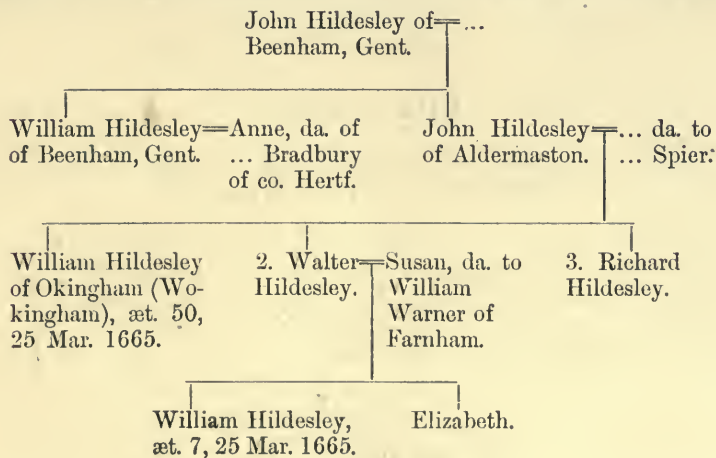 John Hildesley of=...
Beenham, Gent.
William Hildesley=Anne, da. of
of Beenham, Gent. ... Bradbury
of co. Hertf.
John Hildesley=... da. to
of Aldermaston. ... Spier.
William Hildesley
of Okingham (Wo-
kingham), æt. 50,
25 Mar. 1665.
2. Walter=Susan, da. to
Hildesley. William
Warner of
Farnham.
3. Richard
Hildesley.
William Hildesley,
æt. 7, 25 Mar. 1665.
Elizabeth.